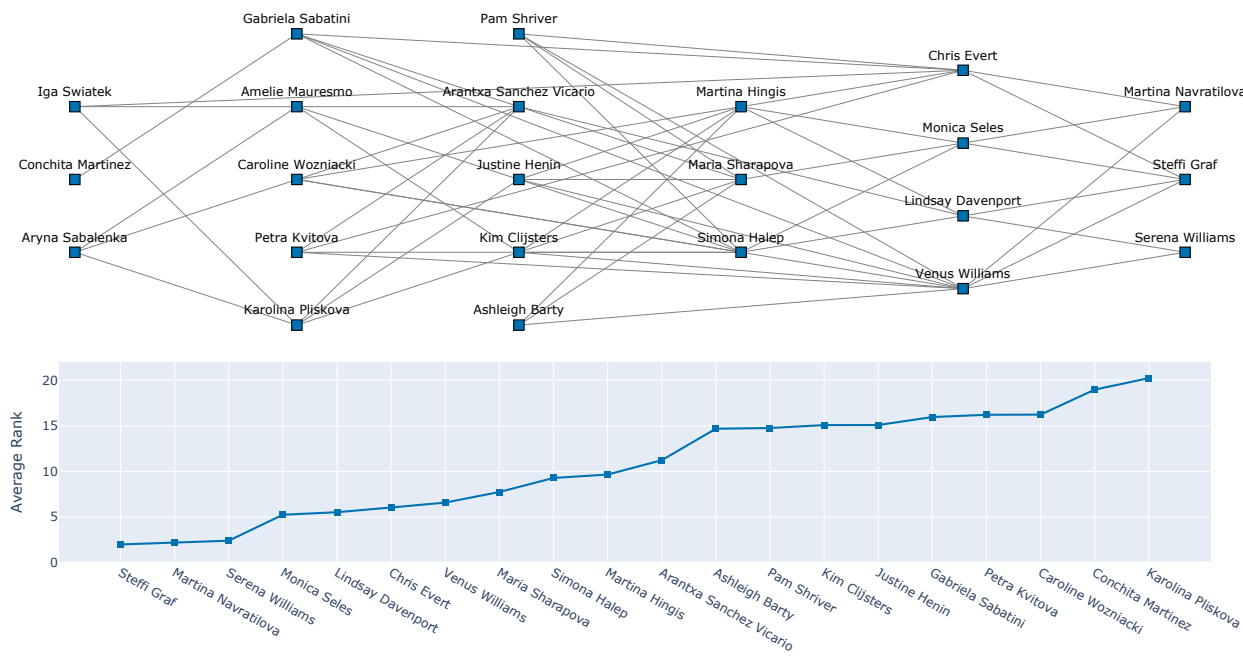 Gabriela Sabatini
Pam Shriver
Chris Evert
Iga Swiatek
Amelie Mauresmo
Arantxa Sanchez Vicario
Martina Hingis
Martina Navratilova
Monica Seles
Conchita Martinez
Caroline Wozniacki
Justine Henin
Maria Sharapova
Steffi Graf
Lindsay Davenport
Aryna Sabalenka
Petra Kvitova
Kim Clijsters
Simona Halep
Serena Williams
Venus Williams
Karolina Pliskova
Ashleigh Barty
20
15
10
5
0
Average Rank
Steffi Graf
Martina Navratilova
Serena Williams
Monica Seles
Lindsay Davenport
Chris Evert
Venus Williams
Maria Sharapova
Simona Halep
Martina Hingis
Arantxa Sanchez Vicario
Ashleigh Barty
Pam Shriver
Kim Clijsters
Justine Henin
Gabriela Sabatini
Petra Kvitova
Caroline Wozniacki
Conchita Martinez
Karolina Pliskova